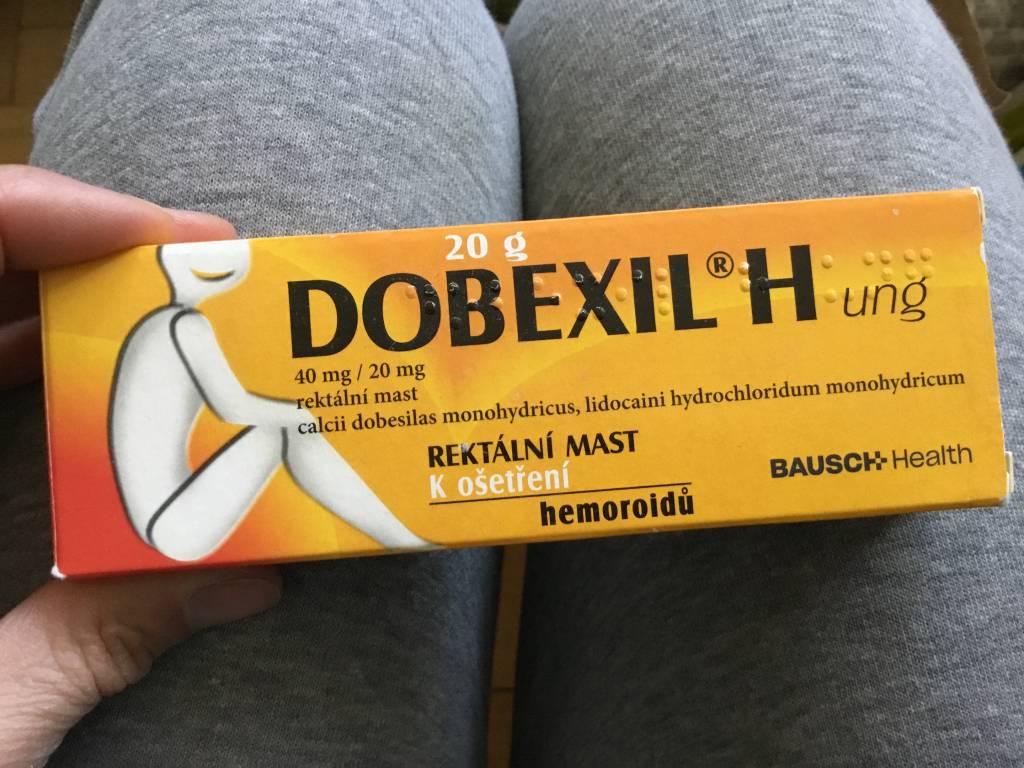 20 g
DOBEXIL® H ung
40 mg / 20 mg
rektální mast
calcii dobesilas monohydricus, lidocaini hydrochloridum monohydricum
REKTÁLNÍ MAST
K ošetření
hemoroidů
BAUSCH+Health